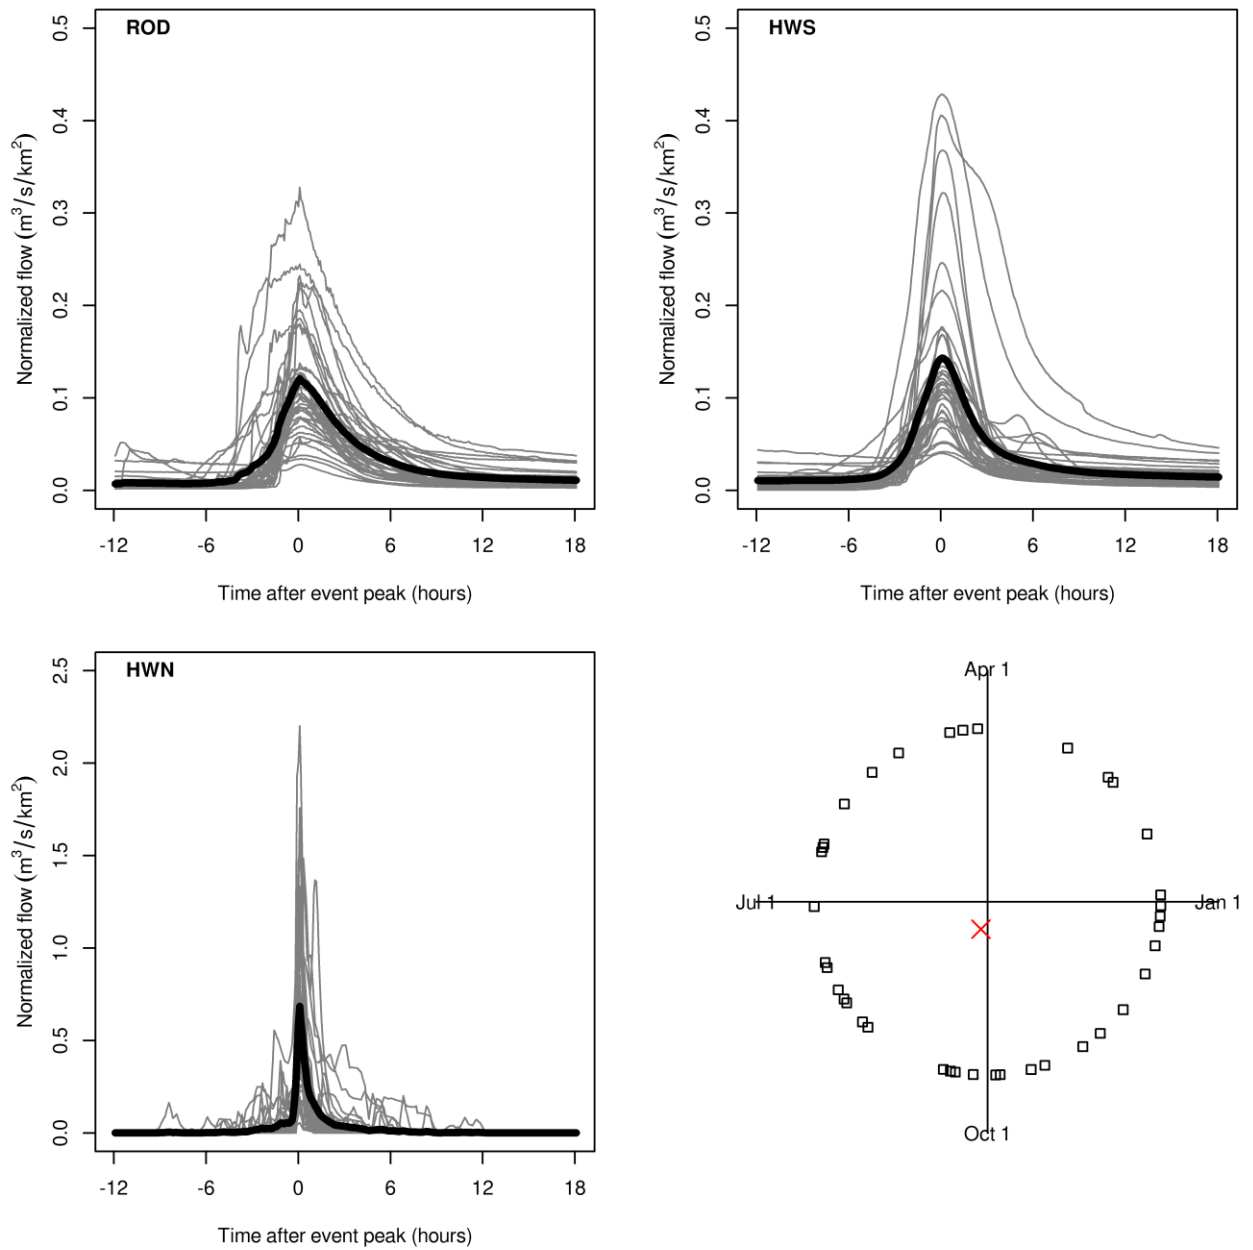 ROD
0.5
0.4
0.3
0.2
0.1
0.0
Normalized flow (m³/s/km²)
-12 -6 0 6 12 18
Time after event peak (hours)
HWS
0.5
0.4
0.3
0.2
0.1
0.0
Normalized flow (m³/s/km²)
-12 -6 0 6 12 18
Time after event peak (hours)
HWN
2.5
2.0
1.5
1.0
0.5
0.0
Normalized flow (m³/s/km²)
-12 -6 0 6 12 18
Time after event peak (hours)
Apr 1
Jul 1
Jan 1
Oct 1